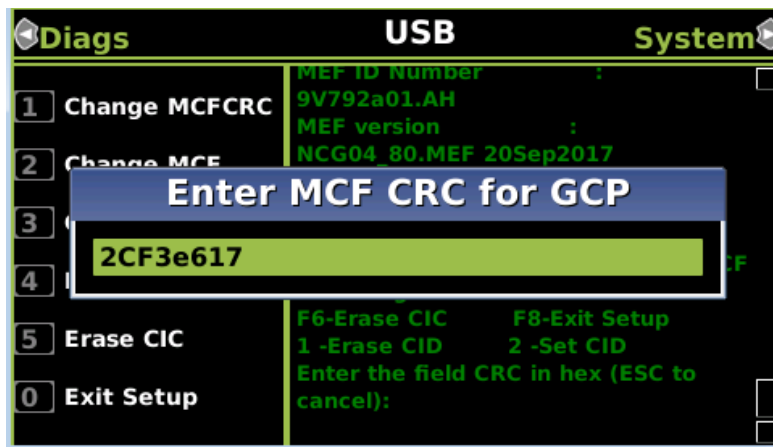 Diags USB System
MEF ID Number :
1 Change MCFCRC
9V792a01.AH
MEF version :
2 Change MCF
NCG04_80.MEF 20Sep2017
Enter MCF CRC for GCP
3
2CF3e617
CF
4
F6-Erase CIC F8-Exit Setup
5 Erase CIC
1 -Erase CID 2 -Set CID
Enter the field CRC in hex (ESC to
0 Exit Setup
cancel):